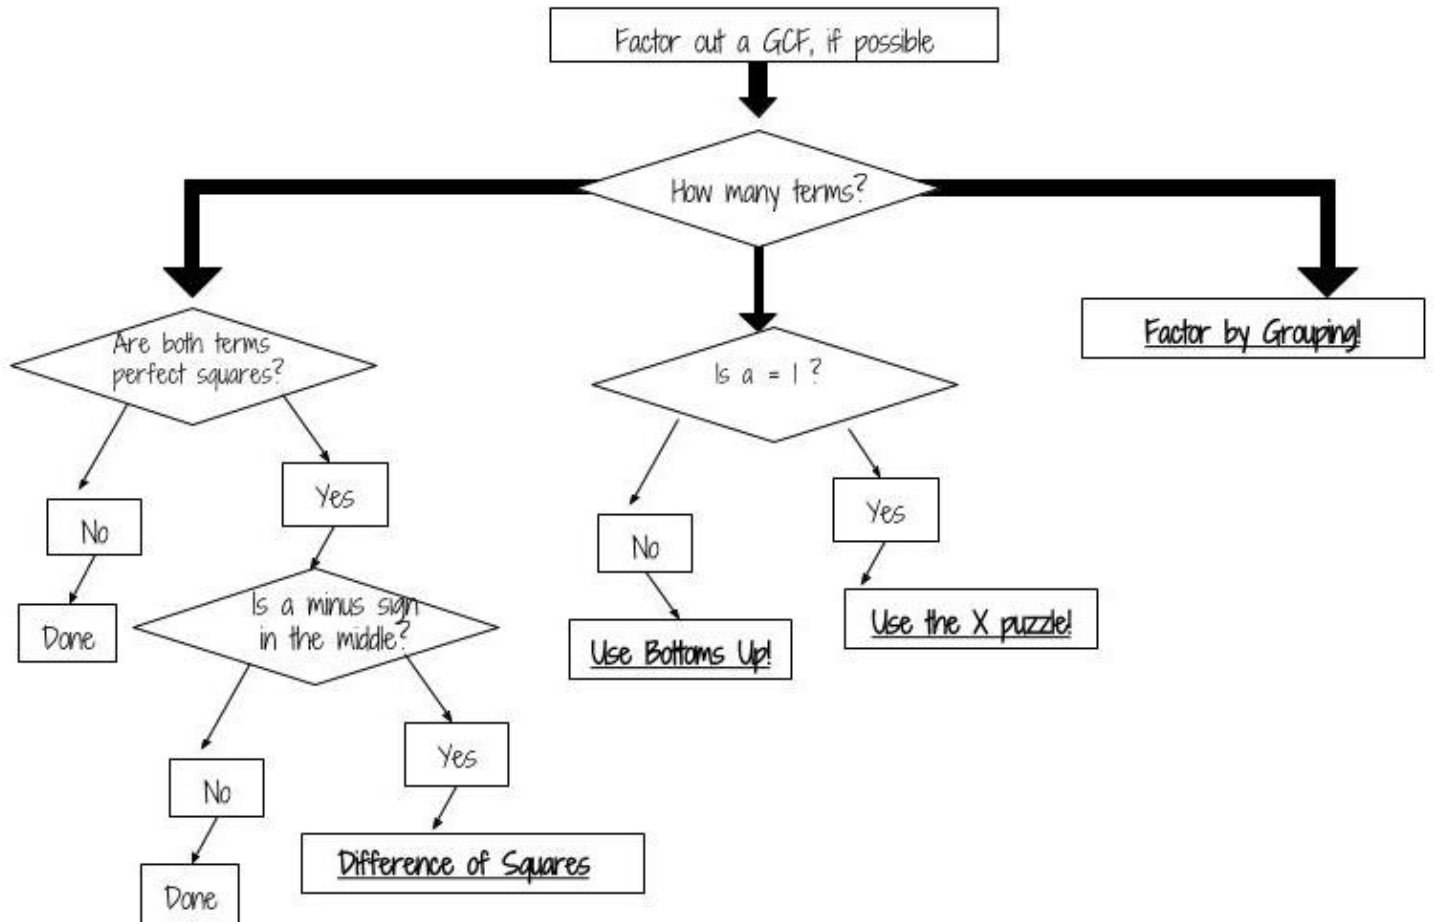 Factor out a GCF, if possible
How many terms?
Are both terms
perfect squares?
Is a = 1 ?
Factor by Grouping!
Yes
No
Yes
No
Done
Is a minus sign
in the middle?
Use the X puzzle!
Use Bottoms Up!
Yes
No
Difference of Squares
Done